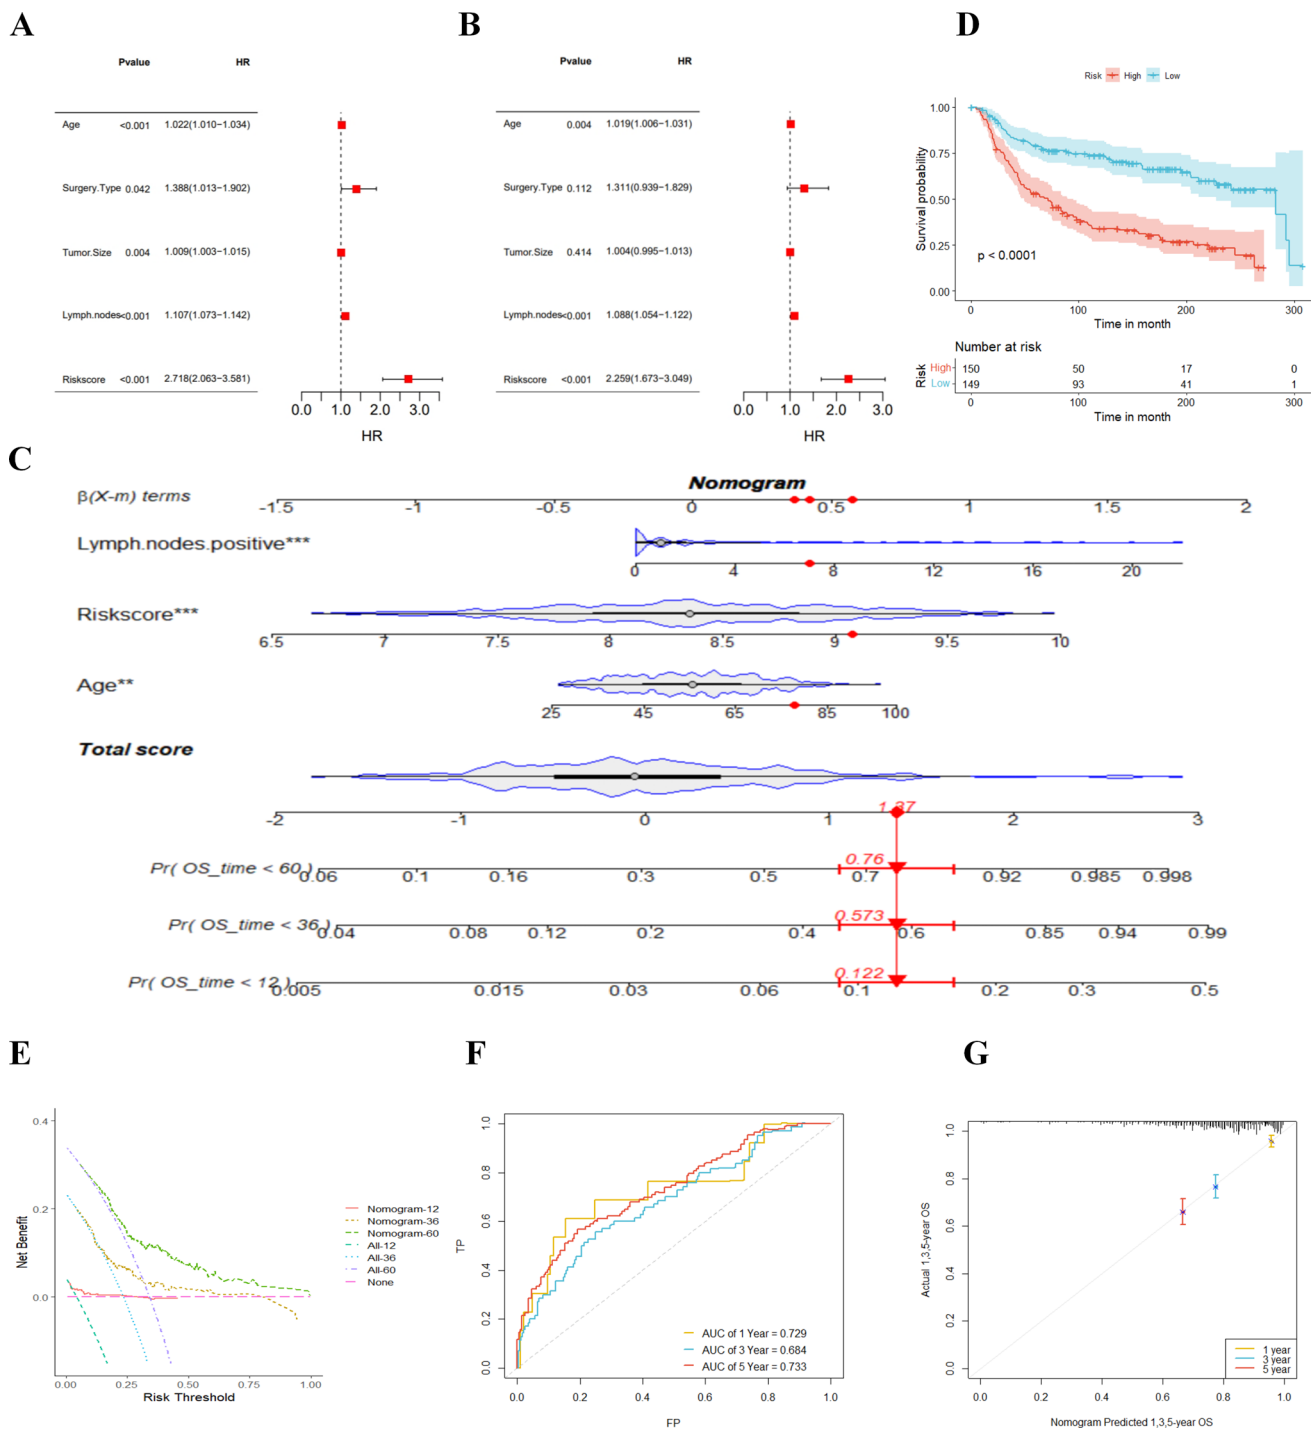 A
Pvalue HR
Age <0.001 1.022(1.010−1.034)
Surgery.Type 0.042 1.388(1.013−1.902)
Tumor.Size 0.004 1.009(1.003−1.015)
Lymph.nodes <0.001 1.107(1.073−1.142)
Riskscore <0.001 2.718(2.063−3.581)
0.0 1.0 2.0 3.0
HR
B
Pvalue HR
Age 0.004 1.019(1.006−1.031)
Surgery.Type 0.112 1.311(0.939−1.829)
Tumor.Size 0.414 1.004(0.995−1.013)
Lymph.nodes <0.001 1.088(1.054−1.122)
Riskscore <0.001 2.259(1.673−3.049)
0.0 1.0 2.0 3.0
HR
D
Risk High Low
Survival probability
1.00
0.75
0.50
0.25
0.00
p < 0.0001
0 100 200 300
Time in month
Number at risk
Risk
High 150 50 17 0
Low 149 93 41 1
0 100 200 300
Time in month
C
Nomogram
β(X-m) terms
-1.5 -1 -0.5 0 0.5 1 1.5 2
Lymph.nodes.positive***
0 4 8 12 16 20
Riskscore***
6.5 7 7.5 8 8.5 9 9.5 10
Age**
25 45 65 85 100
Total score
1.37
-2 -1 0 1 2 3
0.76
Pr( OS_time < 60 )
0.06 0.1 0.16 0.3 0.5 0.7 0.92 0.985 0.998
0.573
Pr( OS_time < 36 )
0.04 0.08 0.12 0.2 0.4 0.6 0.85 0.94 0.99
0.122
Pr( OS_time < 12 )
0.005 0.015 0.03 0.06 0.1 0.2 0.3 0.5
E
Net Benefit
0.4
0.2
0.0
0.00 0.25 0.50 0.75 1.00
Risk Threshold
Nomogram-12
Nomogram-36
Nomogram-60
All-12
All-36
All-60
None
F
TP
1.0
0.8
0.6
0.4
0.2
0.0
AUC of 1 Year = 0.729
AUC of 3 Year = 0.684
AUC of 5 Year = 0.733
0.0 0.2 0.4 0.6 0.8 1.0
FP
G
Actual 1,3,5-year OS
1.0
0.8
0.6
0.4
0.2
0.0
1 year
3 year
5 year
0.0 0.2 0.4 0.6 0.8 1.0
Nomogram Predicted 1,3,5-year OS